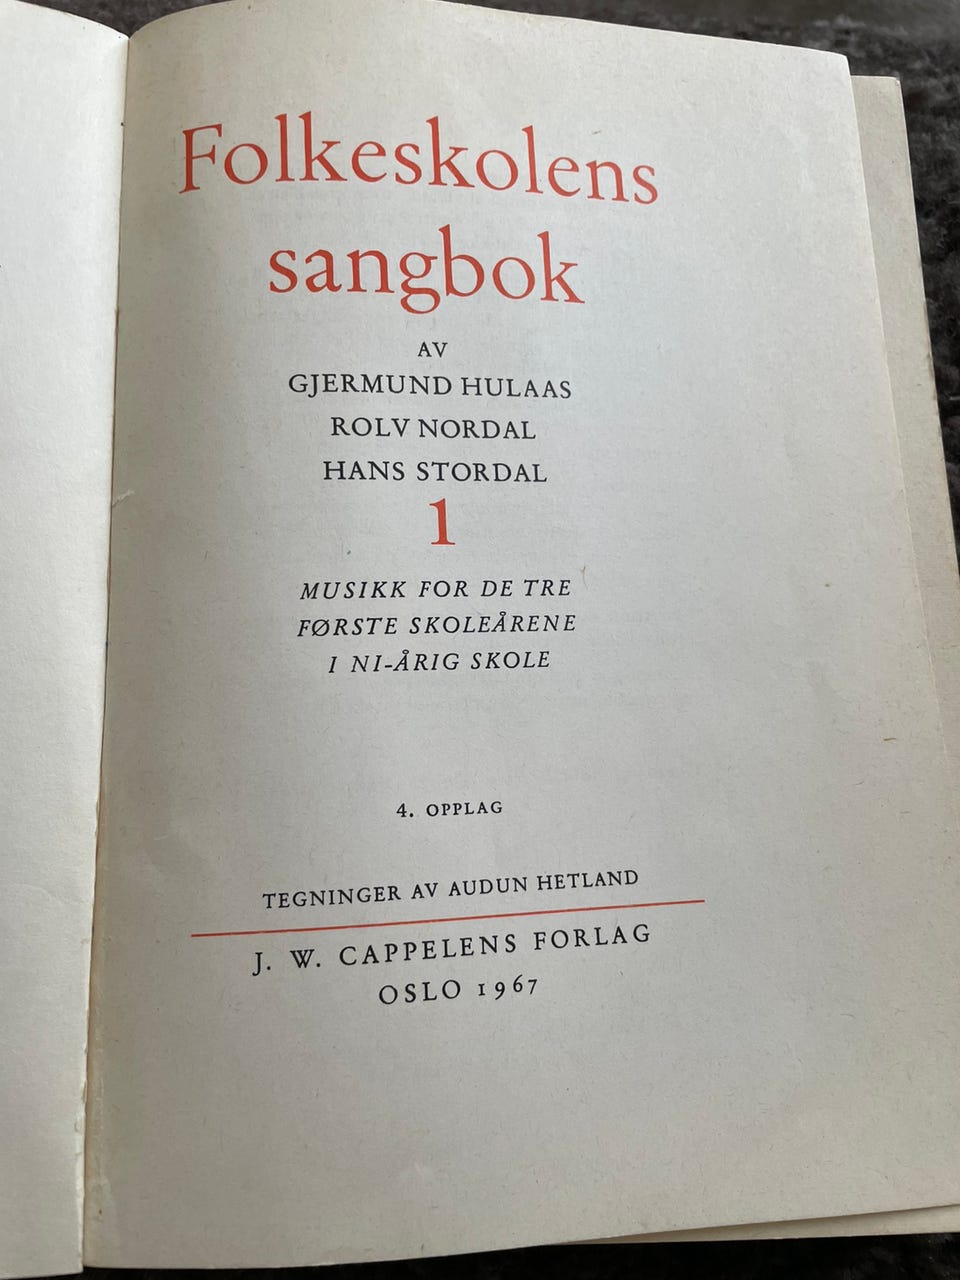 Folkeskolens
sangbok
AV
GJERMUND HULAAS
ROLV NORDAL
HANS STORDAL
1
MUSIKK FOR DE TRE
FØRSTE SKOLEÅRENE
I NI-ÅRIG SKOLE
4. OPPLAG
TEGNINGER AV AUDUN HETLAND
J. W. CAPPELENS FORLAG
OSLO 1967